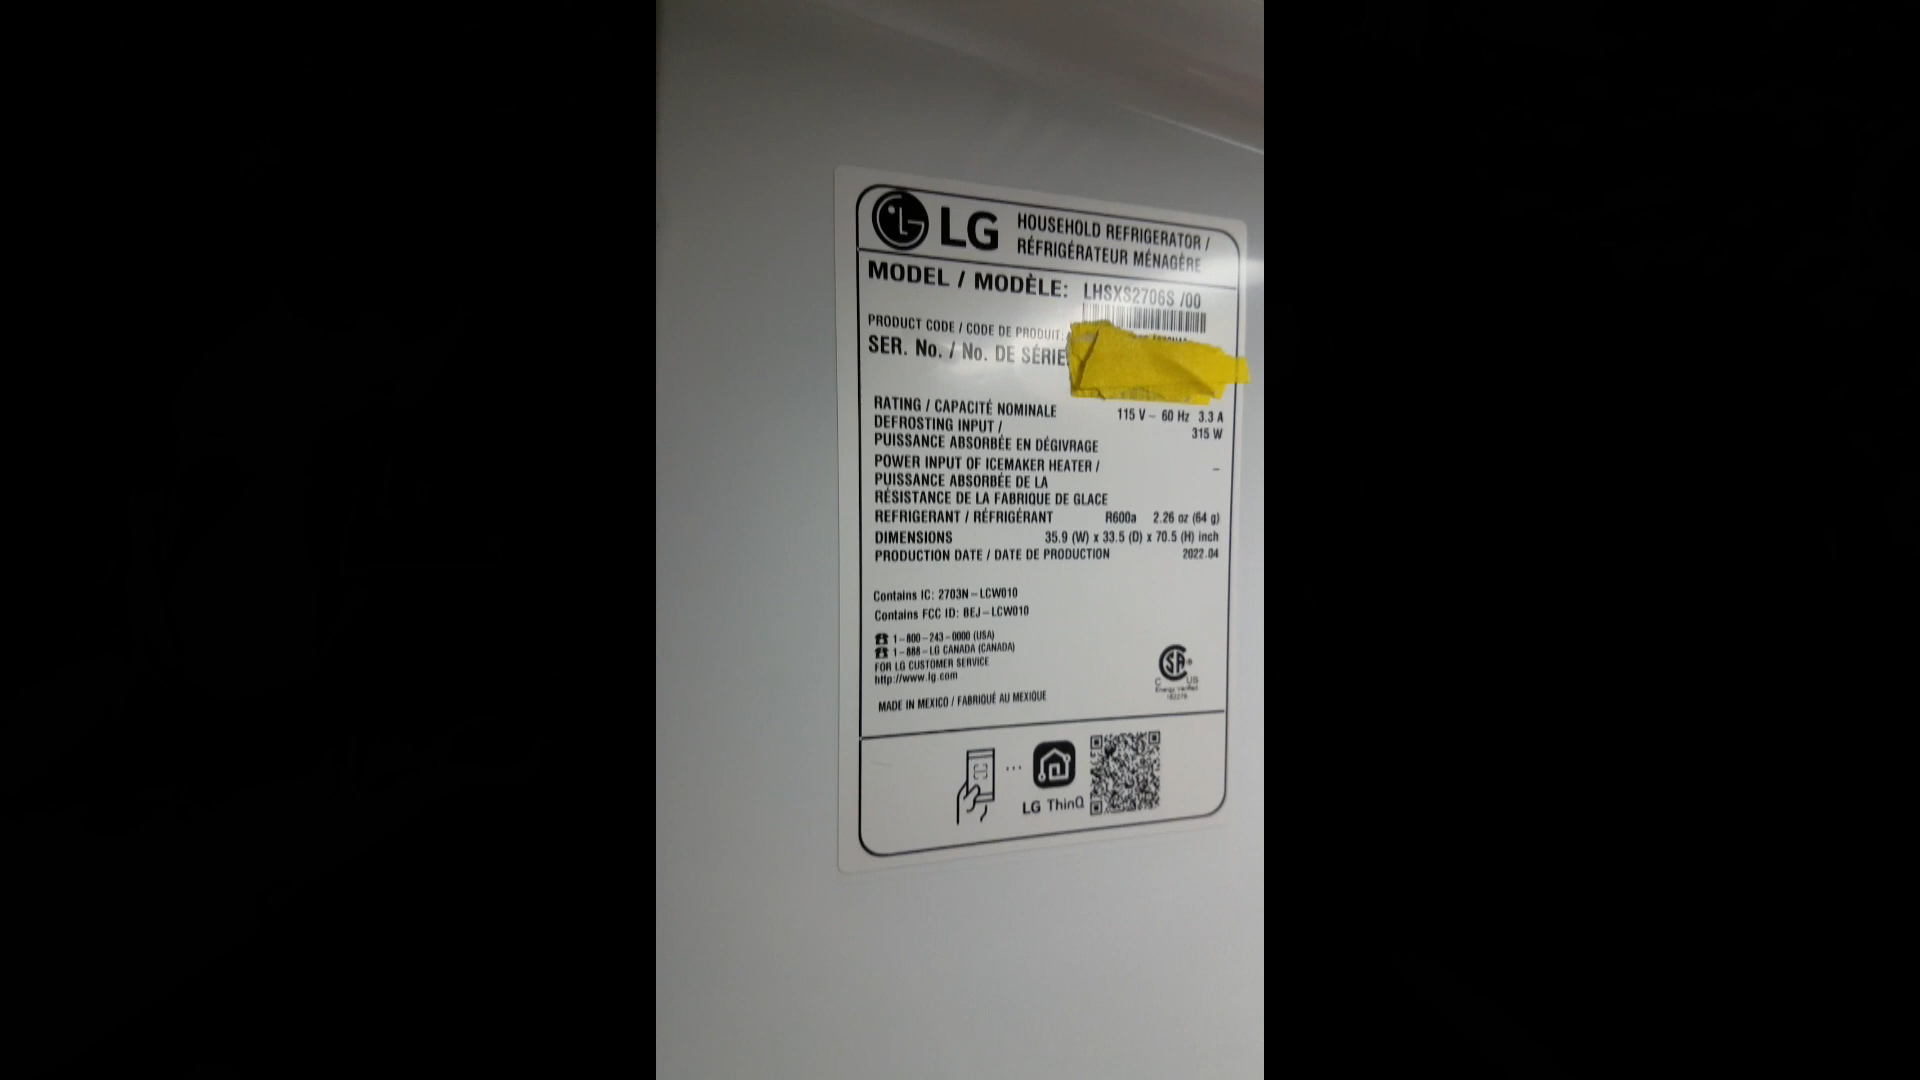 LG HOUSEHOLD REFRIGERATOR /
RÉFRIGÉRATEUR MÉNAGÈRE
MODEL / MODÈLE: LHSXS2706S /00
PRODUCT CODE / CODE DE PRODUIT:
SER. No. / No. DE SÉRIE
RATING / CAPACITÉ NOMINALE 115 V~ 60 Hz 3.3 A
DEFROSTING INPUT / 315 W
PUISSANCE ABSORBÉE EN DÉGIVRAGE
POWER INPUT OF ICEMAKER HEATER / –
PUISSANCE ABSORBÉE DE LA
RÉSISTANCE DE LA FABRIQUE DE GLACE
REFRIGERANT / RÉFRIGÉRANT R600a 2.26 oz (64 g)
DIMENSIONS 35.9 (W) x 33.5 (D) x 70.5 (H) inch
PRODUCTION DATE / DATE DE PRODUCTION 2022.04
Contains IC: 2703N–LCW010
Contains FCC ID: BEJ–LCW010
1–800–243–0000 (USA)
1–888–LG CANADA (CANADA)
FOR LG CUSTOMER SERVICE
http://www.lg.com
MADE IN MEXICO / FABRIQUÉ AU MEXIQUE
C US
Energy Verified
LG ThinQ